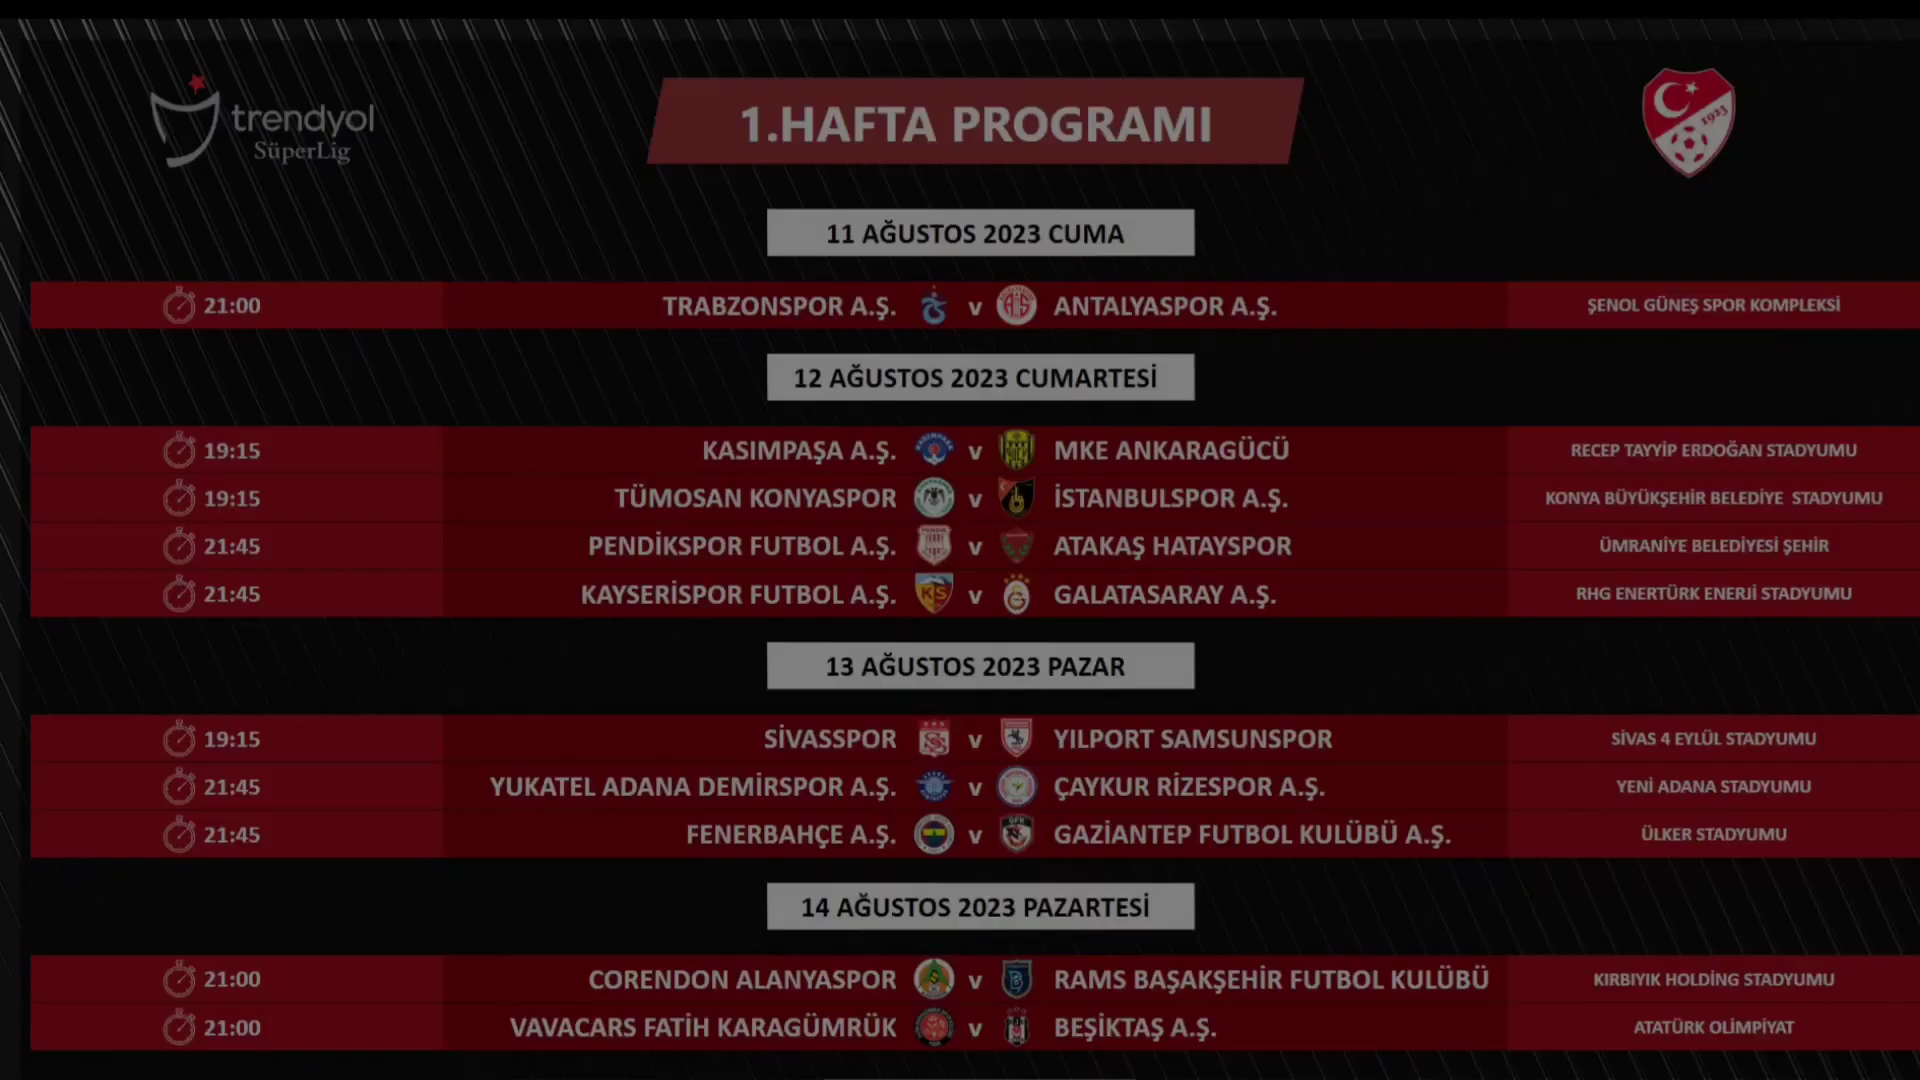 trendyol
SüperLig
1.HAFTA PROGRAMI
1923
11 AĞUSTOS 2023 CUMA
21:00 TRABZONSPOR A.Ş. v ANTALYASPOR A.Ş. ŞENOL GÜNEŞ SPOR KOMPLEKSİ
12 AĞUSTOS 2023 CUMARTESİ
19:15 KASIMPAŞA A.Ş. v MKE ANKARAGÜCÜ RECEP TAYYİP ERDOĞAN STADYUMU
19:15 TÜMOSAN KONYASPOR v İSTANBULSPOR A.Ş. KONYA BÜYÜKŞEHİR BELEDİYE STADYUMU
21:45 PENDİKSPOR FUTBOL A.Ş. v ATAKAŞ HATAYSPOR ÜMRANİYE BELEDİYESİ ŞEHİR
21:45 KAYSERİSPOR FUTBOL A.Ş. v GALATASARAY A.Ş. RHG ENERTÜRK ENERJİ STADYUMU
13 AĞUSTOS 2023 PAZAR
19:15 SİVASSPOR v YILPORT SAMSUNSPOR SİVAS 4 EYLÜL STADYUMU
21:45 YUKATEL ADANA DEMİRSPOR A.Ş. v ÇAYKUR RİZESPOR A.Ş. YENİ ADANA STADYUMU
21:45 FENERBAHÇE A.Ş. v GAZİANTEP FUTBOL KULÜBÜ A.Ş. ÜLKER STADYUMU
14 AĞUSTOS 2023 PAZARTESİ
21:00 CORENDON ALANYASPOR v RAMS BAŞAKŞEHİR FUTBOL KULÜBÜ KIRBIYIK HOLDİNG STADYUMU
21:00 VAVACARS FATİH KARAGÜMRÜK v BEŞİKTAŞ A.Ş. ATATÜRK OLİMPİYAT